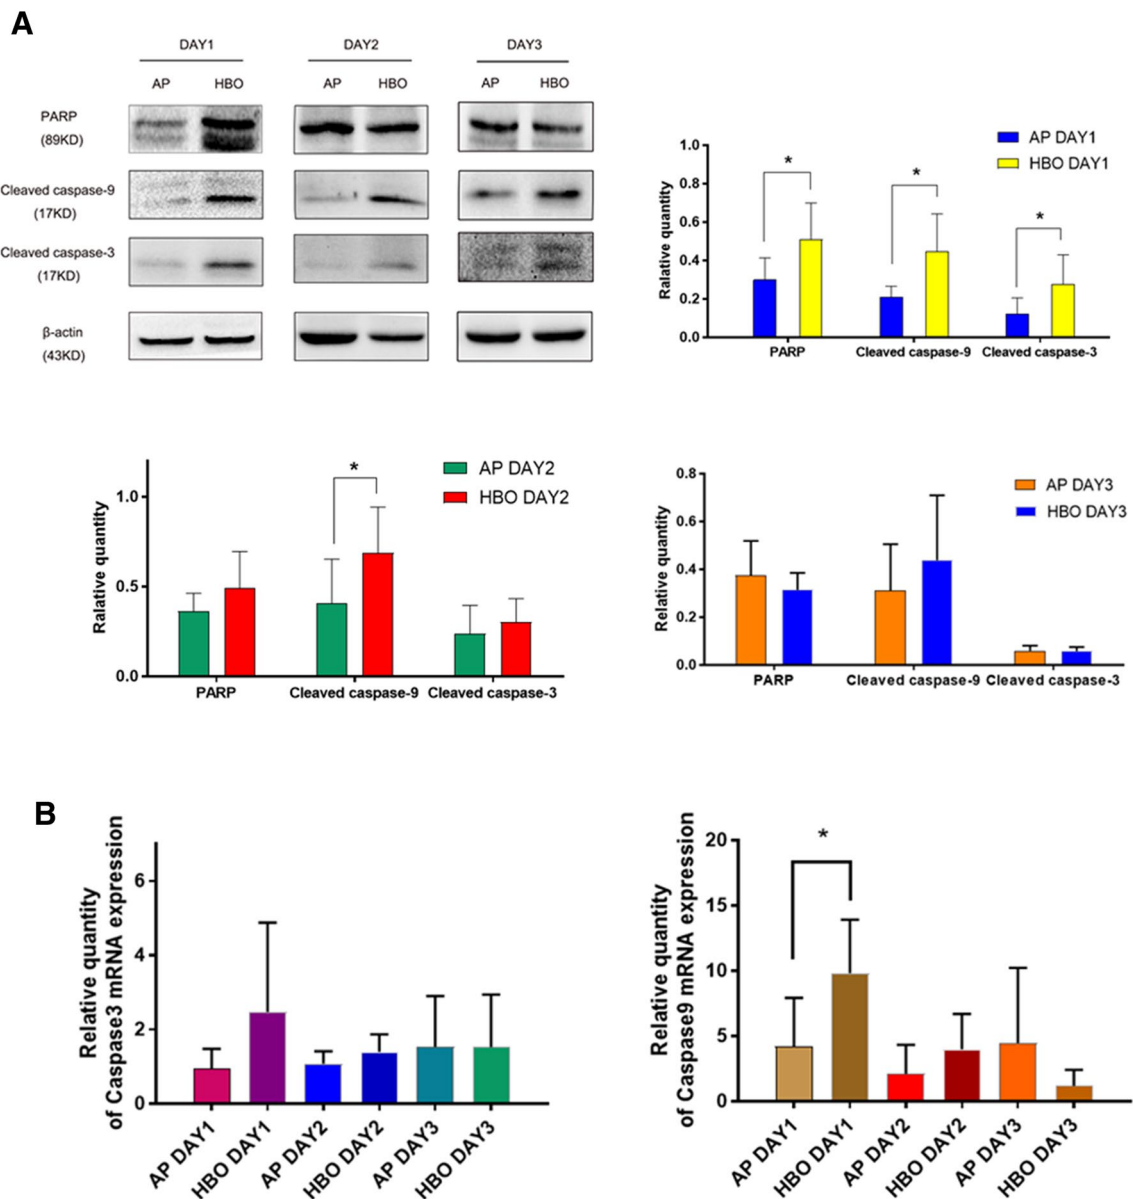 A
DAY1 DAY2 DAY3
AP HBO AP HBO AP HBO
PARP
(89KD)
Cleaved caspase-9
(17KD)
Cleaved caspase-3
(17KD)
β-actin
(43KD)
AP DAY1
HBO DAY1
Ralative quantity
1.0
0.8
0.6
0.4
0.2
0.0
* * *
PARP Cleaved caspase-9 Cleaved caspase-3
AP DAY2
HBO DAY2
Ralative quantity
1.0
0.5
0.0
*
PARP Cleaved caspase-9 Cleaved caspase-3
AP DAY3
HBO DAY3
Relative quantity
0.8
0.6
0.4
0.2
0.0
PARP Cleaved caspase-9 Cleaved caspase-3
B
Relative quantity
of Caspase3 mRNA expression
6
4
2
0
AP DAY1 HBO DAY1 AP DAY2 HBO DAY2 AP DAY3 HBO DAY3
Relative quantity
of Caspase9 mRNA expression
20
15
10
5
0
*
AP DAY1 HBO DAY1 AP DAY2 HBO DAY2 AP DAY3 HBO DAY3